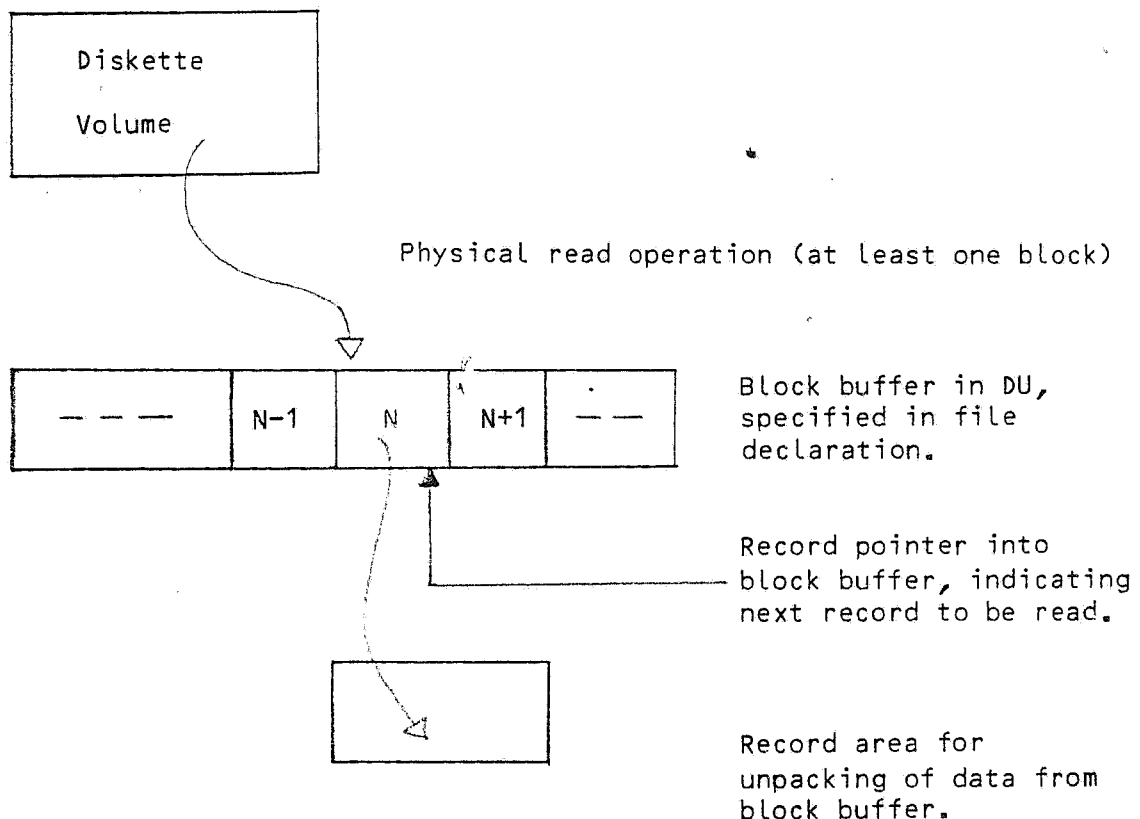 Diskette
Volume
Physical read operation (at least one block)
--- N-1 N N+1 --
Block buffer in DU,
specified in file
declaration.
Record pointer into
block buffer, indicating
next record to be read.
Record area for
unpacking of data from
block buffer.